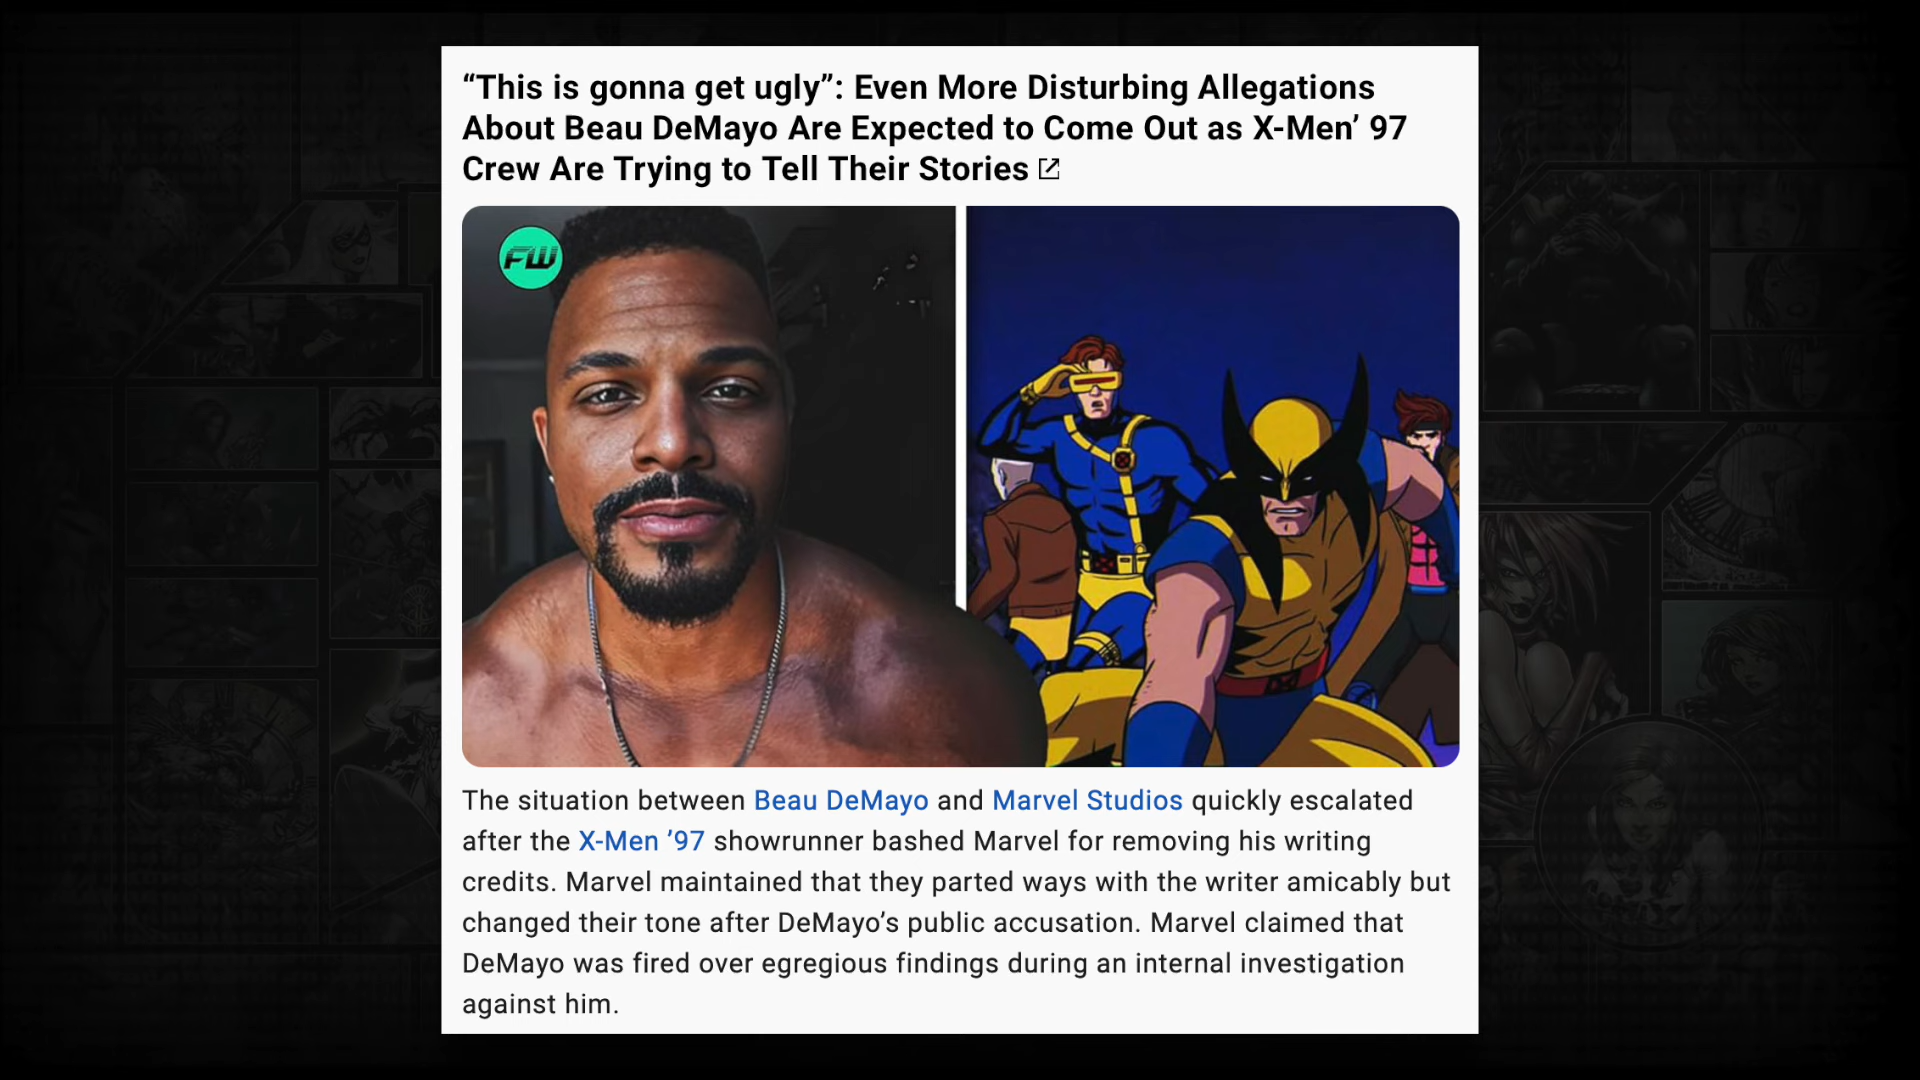 “This is gonna get ugly”: Even More Disturbing Allegations
About Beau DeMayo Are Expected to Come Out as X-Men’ 97
Crew Are Trying to Tell Their Stories
FW
The situation between Beau DeMayo and Marvel Studios quickly escalated
after the X-Men ’97 showrunner bashed Marvel for removing his writing
credits. Marvel maintained that they parted ways with the writer amicably but
changed their tone after DeMayo’s public accusation. Marvel claimed that
DeMayo was fired over egregious findings during an internal investigation
against him.